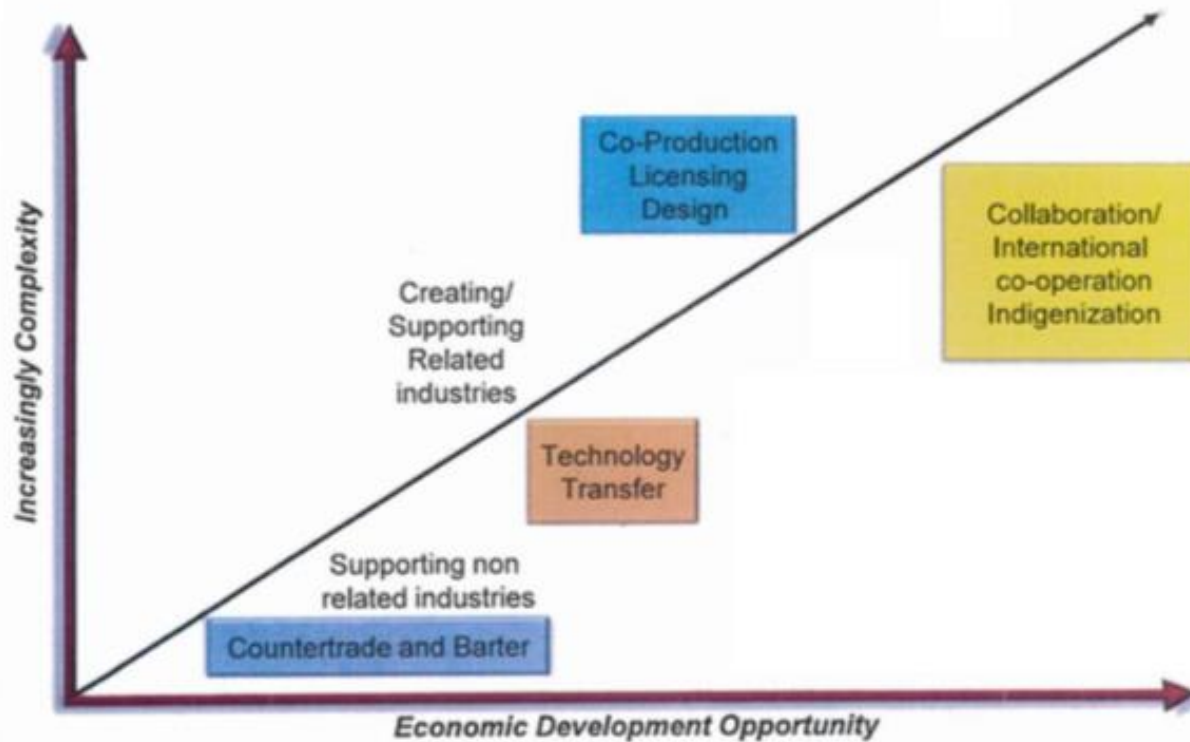 Increasingly Complexity
Co-Production
Licensing
Design
Collaboration/
International
co-operation
Indigenization
Creating/
Supporting
Related
industries
Technology
Transfer
Supporting non
related industries
Countertrade and Barter
Economic Development Opportunity